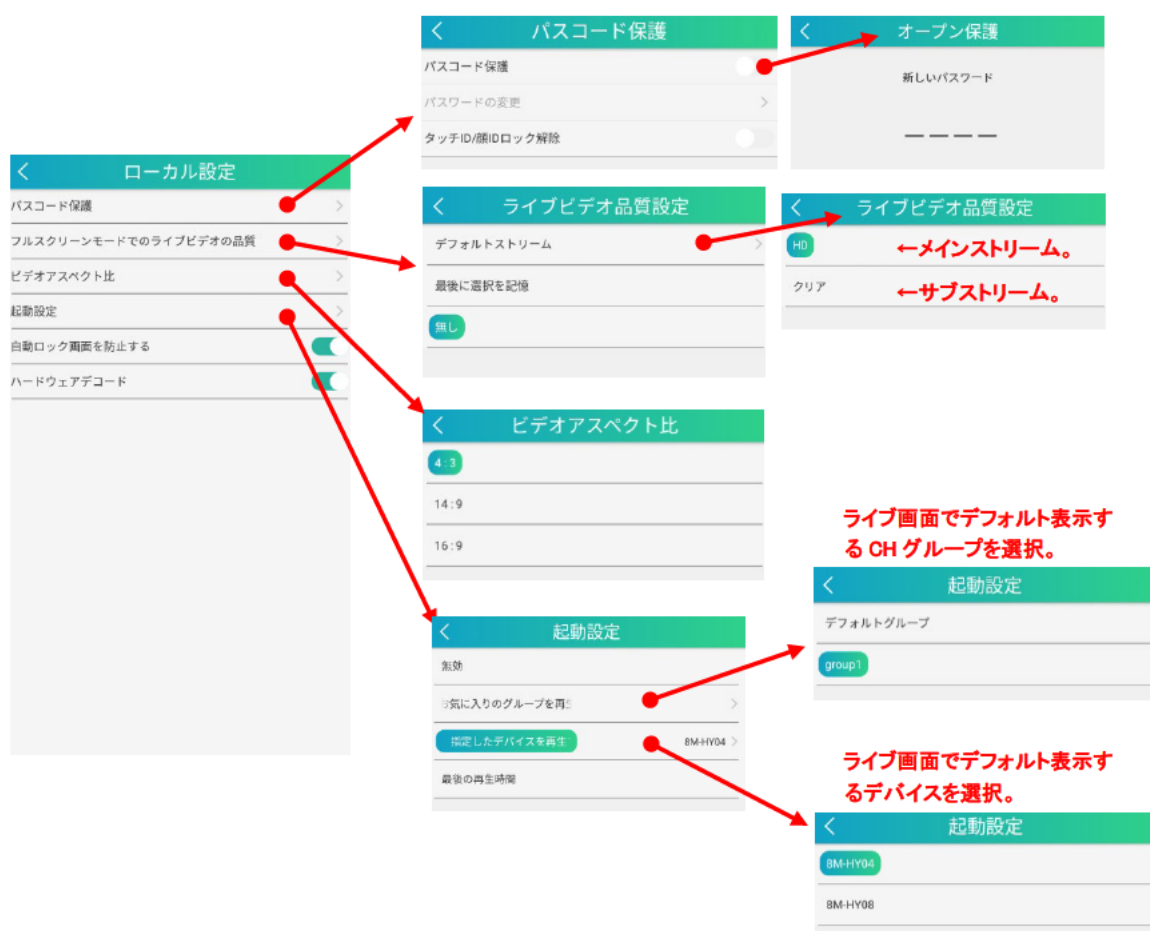 ローカル設定
パスコード保護
フルスクリーンモードでのライブビデオの品質
ビデオアスペクト比
起動設定
自動ロック画面を防止する
ハードウェアデコード
パスコード保護
パスコード保護
パスワードの変更
タッチID/顔IDロック解除
オープン保護
新しいパスワード
ライブビデオ品質設定
デフォルトストリーム
最後に選択を記憶
無し
ライブビデオ品質設定
HD
←メインストリーム。
クリア
←サブストリーム。
ビデオアスペクト比
4:3
14:9
16:9
起動設定
無効
気に入りのグループを再
指定したデバイスを再生
8M-HY04
最後の再生時間
ライブ画面でデフォルト表示す
る CH グループを選択。
起動設定
デフォルトグループ
group1
ライブ画面でデフォルト表示す
るデバイスを選択。
起動設定
8M-HY04
8M-HY08